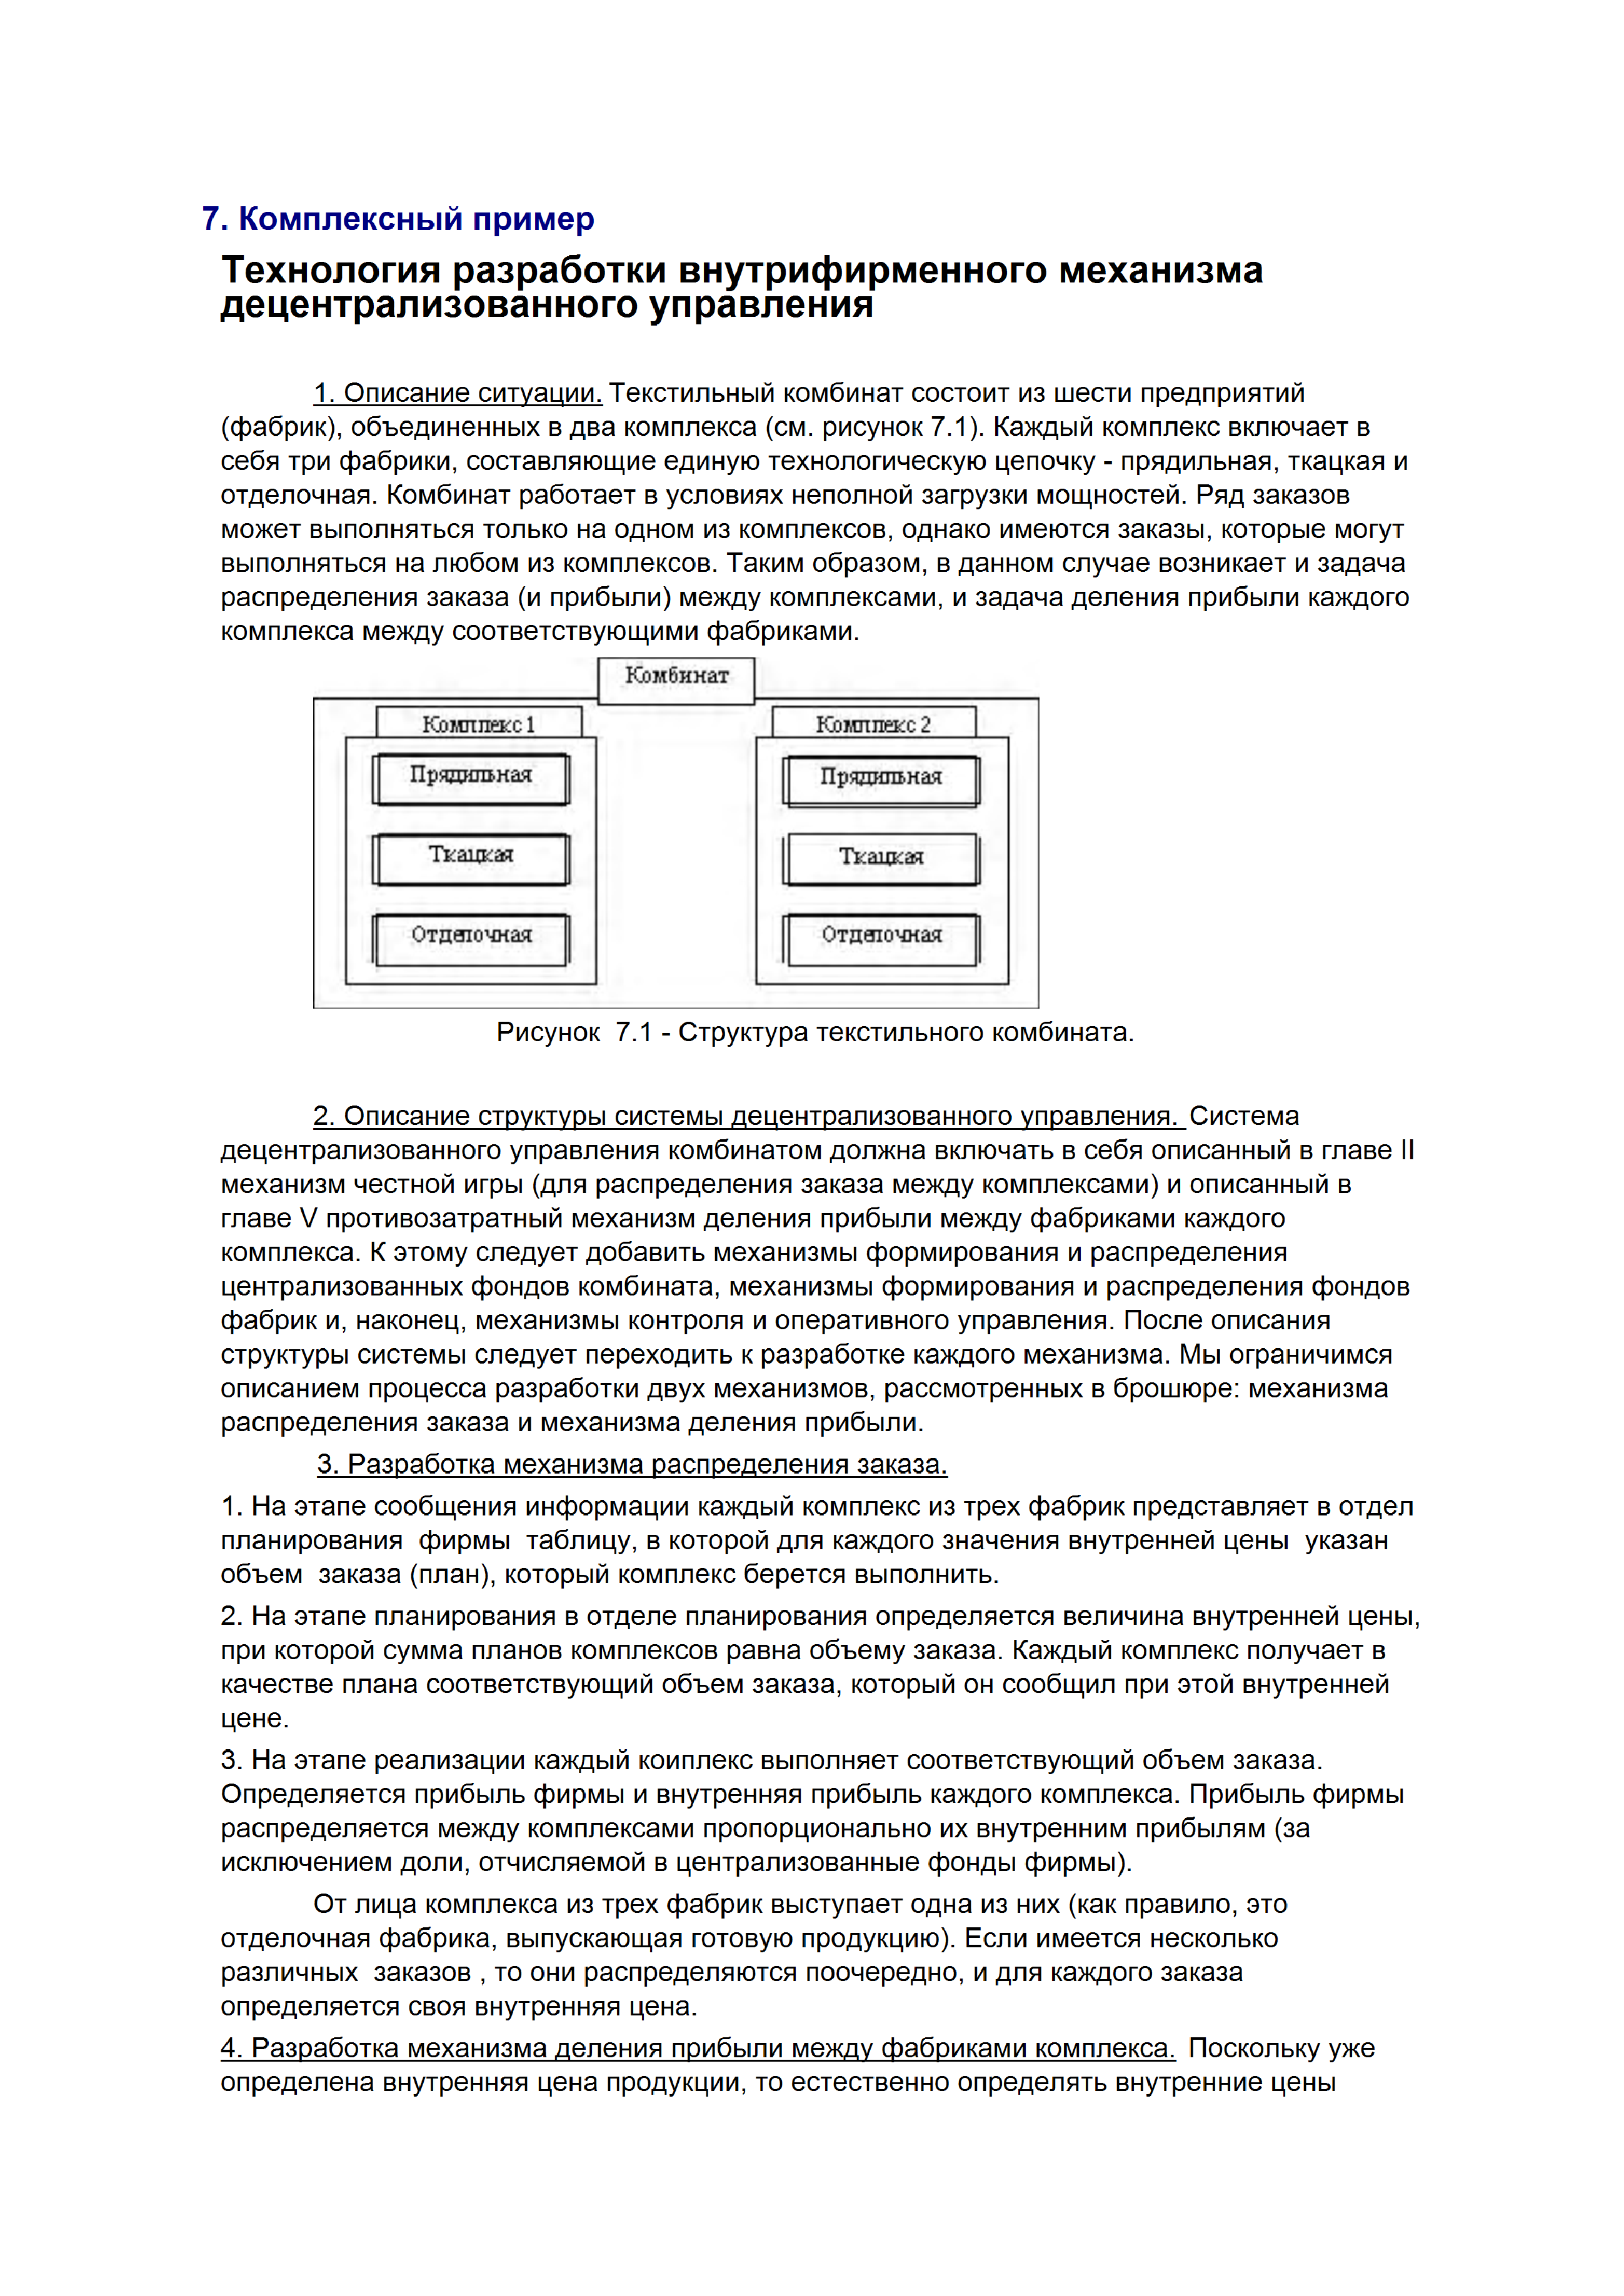 7. Комплексный пример
Технология разработки внутрифирменного механизма
децентрализованного управления
1. Описание ситуации. Текстильный комбинат состоит из шести предприятий
(фабрик), объединенных в два комплекса (см. рисунок 7.1). Каждый комплекс включает в
себя три фабрики, составляющие единую технологическую цепочку - прядильная, ткацкая и
отделочная. Комбинат работает в условиях неполной загрузки мощностей. Ряд заказов
может выполняться только на одном из комплексов, однако имеются заказы, которые могут
выполняться на любом из комплексов. Таким образом, в данном случае возникает и задача
распределения заказа (и прибыли) между комплексами, и задача деления прибыли каждого
комплекса между соответствующими фабриками.
Комбинат
Комплекс 1
Комплекс 2
Прядильная
Прядильная
Ткацкая
Ткацкая
Отделочная
Отделочная
Рисунок  7.1 - Структура текстильного комбината.
2. Описание структуры системы децентрализованного управления. Система
децентрализованного управления комбинатом должна включать в себя описанный в главе II
механизм честной игры (для распределения заказа между комплексами) и описанный в
главе V противозатратный механизм деления прибыли между фабриками каждого
комплекса. К этому следует добавить механизмы формирования и распределения
централизованных фондов комбината, механизмы формирования и распределения фондов
фабрик и, наконец, механизмы контроля и оперативного управления. После описания
структуры системы следует переходить к разработке каждого механизма. Мы ограничимся
описанием процесса разработки двух механизмов, рассмотренных в брошюре: механизма
распределения заказа и механизма деления прибыли.
3. Разработка механизма распределения заказа.
1. На этапе сообщения информации каждый комплекс из трех фабрик представляет в отдел
планирования  фирмы  таблицу, в которой для каждого значения внутренней цены  указан
объем  заказа (план), который комплекс берется выполнить.
2. На этапе планирования в отделе планирования определяется величина внутренней цены,
при которой сумма планов комплексов равна объему заказа. Каждый комплекс получает в
качестве плана соответствующий объем заказа, который он сообщил при этой внутренней
цене.
3. На этапе реализации каждый коиплекс выполняет соответствующий объем заказа.
Определяется прибыль фирмы и внутренняя прибыль каждого комплекса. Прибыль фирмы
распределяется между комплексами пропорционально их внутренним прибылям (за
исключением доли, отчисляемой в централизованные фонды фирмы).
От лица комплекса из трех фабрик выступает одна из них (как правило, это
отделочная фабрика, выпускающая готовую продукцию). Если имеется несколько
различных  заказов , то они распределяются поочередно, и для каждого заказа
определяется своя внутренняя цена.
4. Разработка механизма деления прибыли между фабриками комплекса.  Поскольку уже
определена внутренняя цена продукции, то естественно определять внутренние цены